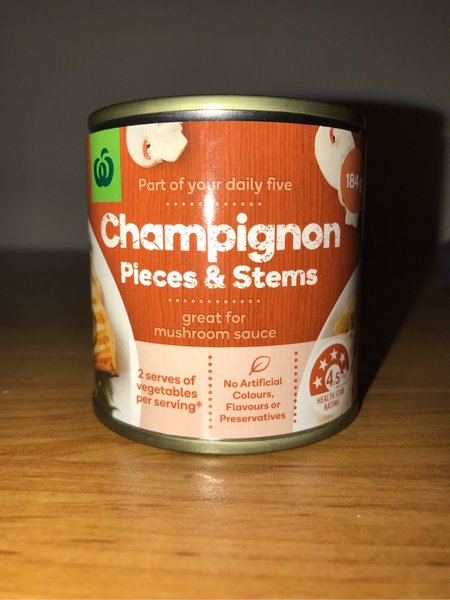 Part of your daily five
184g
Champignon
Pieces & Stems
great for
mushroom sauce
2 serves of
vegetables
per serving*
No Artificial
Colours,
Flavours or
Preservatives
4.5
HEALTH STAR
RATING